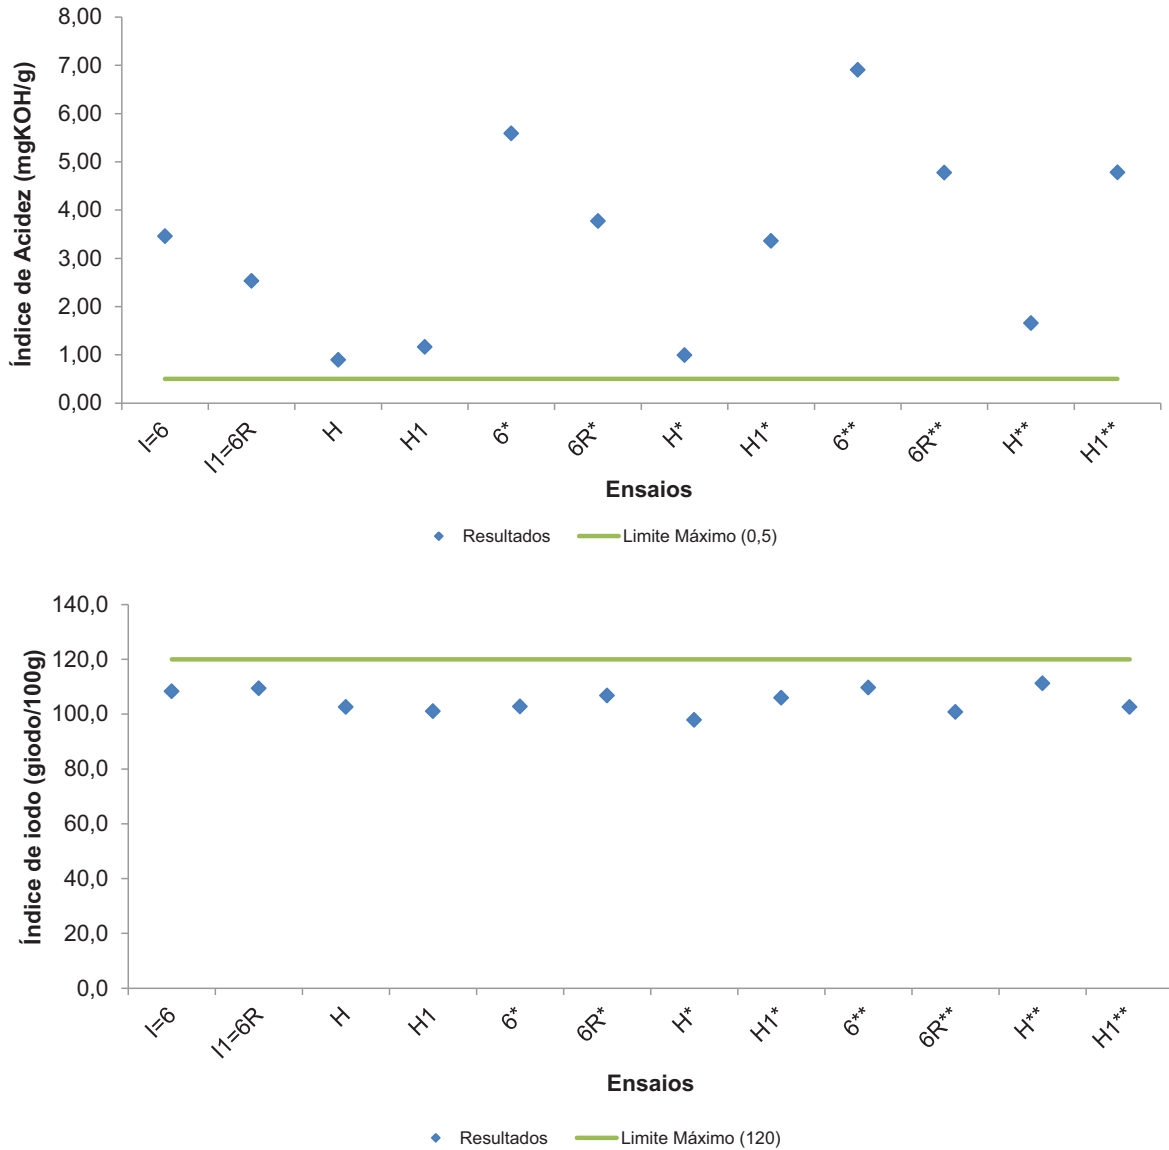 8,00
7,00
6,00
5,00
4,00
3,00
2,00
1,00
0,00
Índice de Acidez (mgKOH/g)
I=6
I1=6R
H
H1
6*
6R*
H*
H1*
6**
6R**
H**
H1**
Ensaios
Resultados
Limite Máximo (0,5)
140,0
120,0
100,0
80,0
60,0
40,0
20,0
0,0
Índice de iodo (giodo/100g)
I=6
I1=6R
H
H1
6*
6R*
H*
H1*
6**
6R**
H**
H1**
Ensaios
Resultados
Limite Máximo (120)